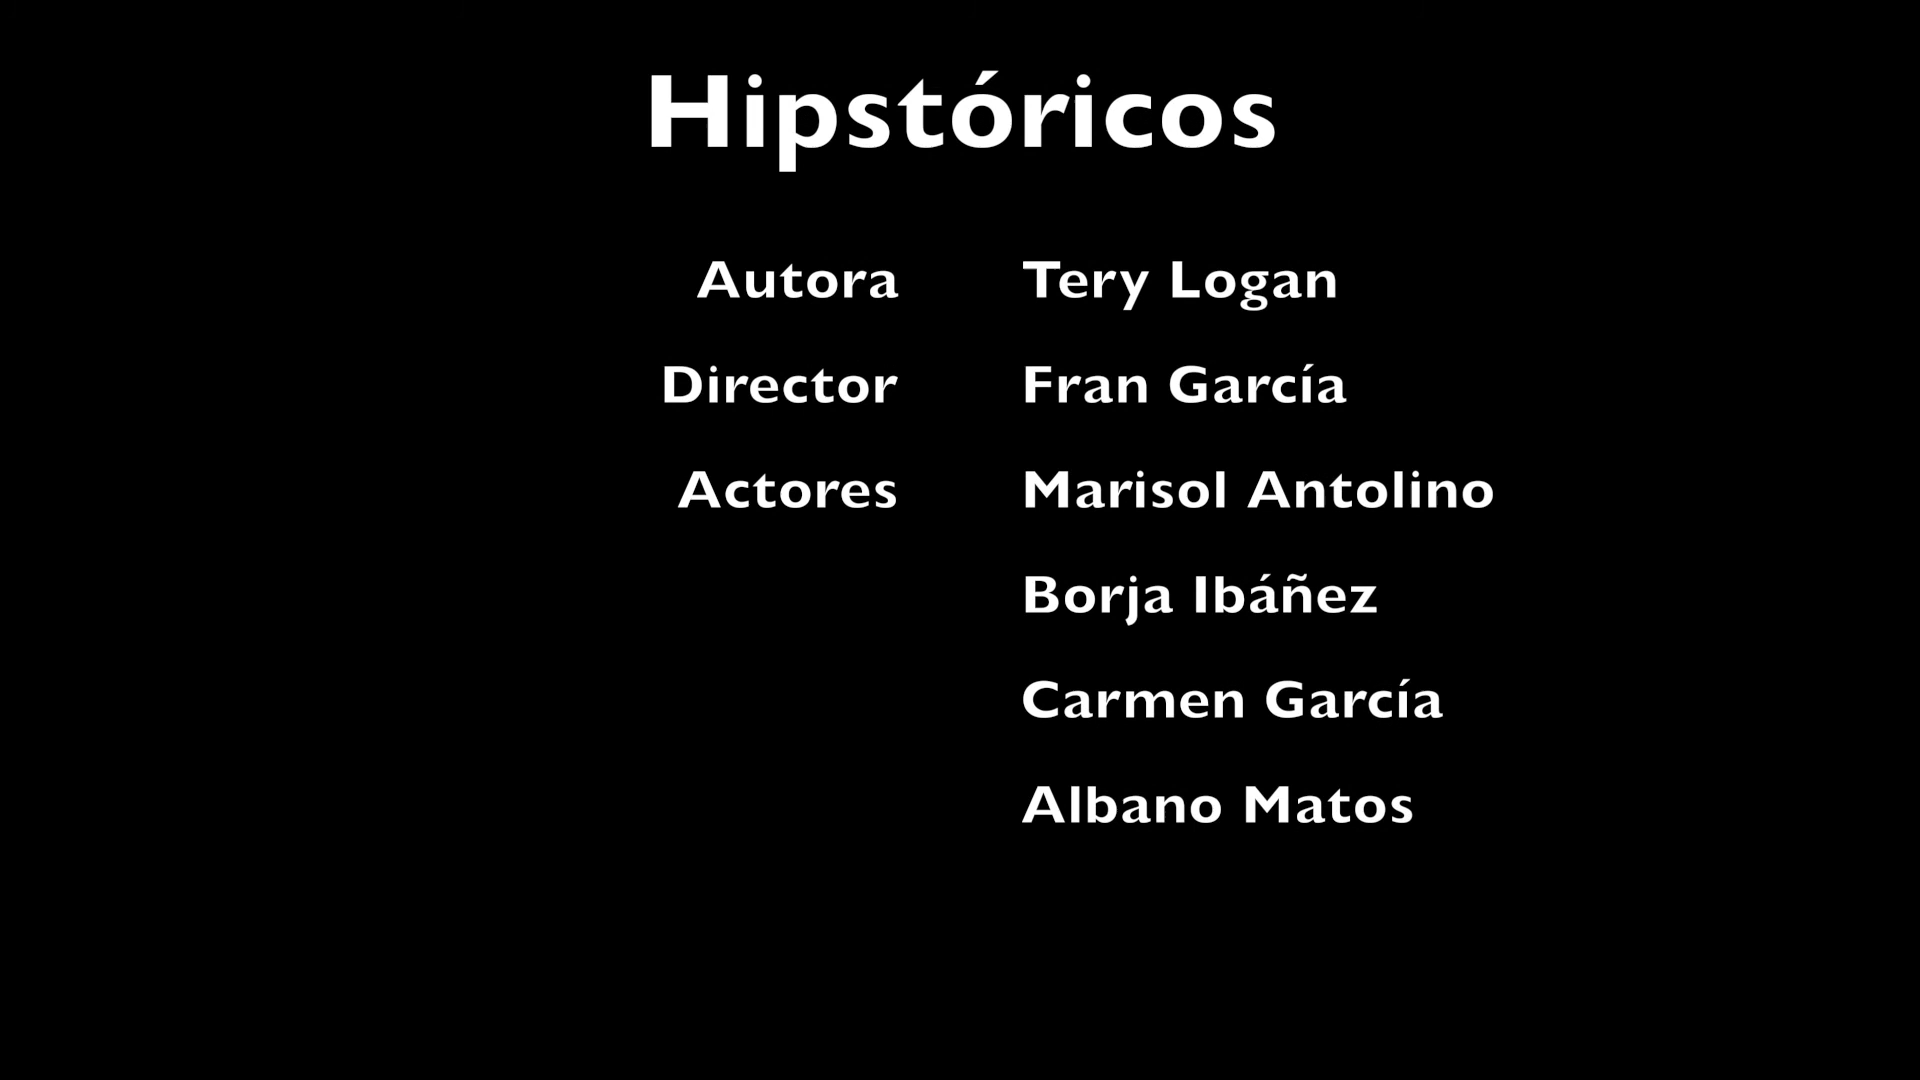 Hipstóricos
Autora Tery Logan
Director Fran García
Actores Marisol Antolino
Borja Ibáñez
Carmen García
Albano Matos